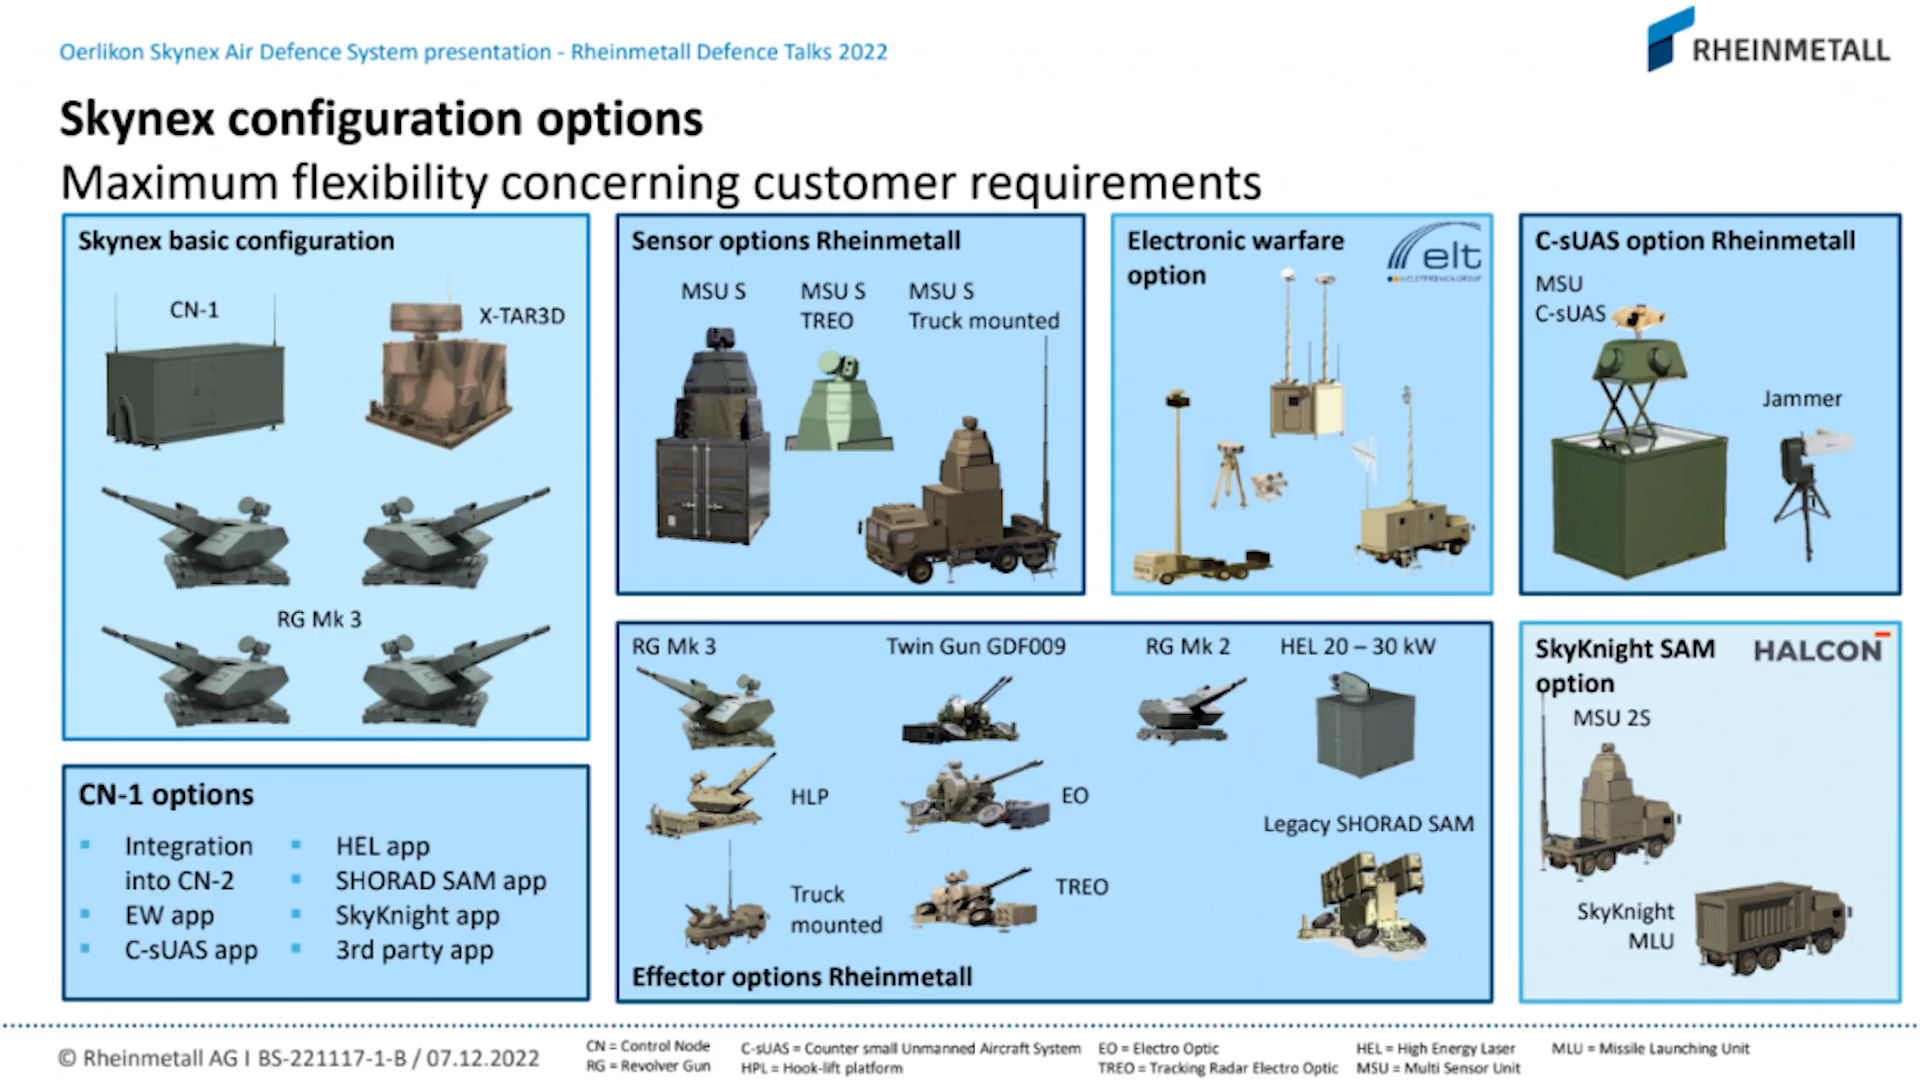 Oerlikon Skynex Air Defence System presentation - Rheinmetall Defence Talks 2022
RHEINMETALL
Skynex configuration options
Maximum flexibility concerning customer requirements
Skynex basic configuration
CN-1
X-TAR3D
RG Mk 3
CN-1 options
Integration
into CN-2
EW app
C-sUAS app
HEL app
SHORAD SAM app
SkyKnight app
3rd party app
Sensor options Rheinmetall
MSU S
MSU S
TREO
MSU S
Truck mounted
Electronic warfare
option
elt
ELETTRONICA GROUP
C-sUAS option Rheinmetall
MSU
C-sUAS
Jammer
RG Mk 3
Twin Gun GDF009
RG Mk 2
HEL 20 – 30 kW
HLP
EO
Legacy SHORAD SAM
Truck
mounted
TREO
Effector options Rheinmetall
SkyKnight SAM
option
HALCON
MSU 2S
SkyKnight
MLU
© Rheinmetall AG I BS-221117-1-B / 07.12.2022
CN = Control Node
RG = Revolver Gun
C-sUAS = Counter small Unmanned Aircraft System
HPL = Hook-lift platform
EO = Electro Optic
TREO = Tracking Radar Electro Optic
HEL = High Energy Laser
MSU = Multi Sensor Unit
MLU = Missile Launching Unit